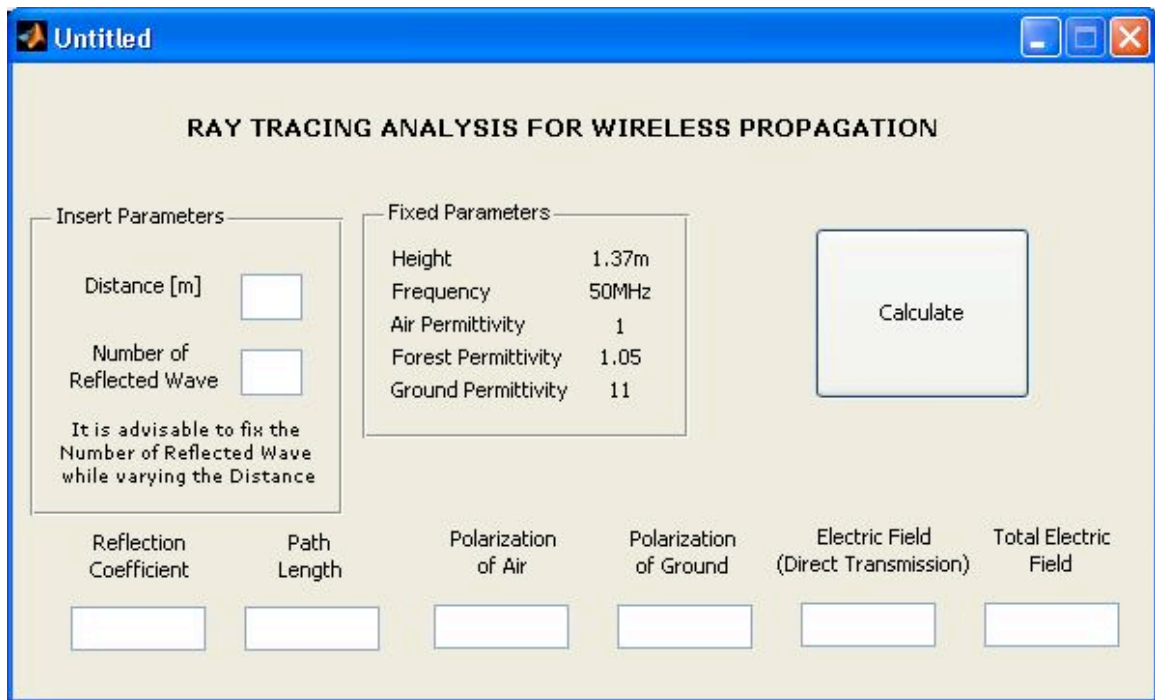 Untitled
RAY TRACING ANALYSIS FOR WIRELESS PROPAGATION
Insert Parameters
Distance [m]
Number of
Reflected Wave
It is advisable to fix the
Number of Reflected Wave
while varying the Distance
Fixed Parameters
Height 1.37m
Frequency 50MHz
Air Permittivity 1
Forest Permittivity 1.05
Ground Permittivity 11
Calculate
Reflection
Coefficient
Path
Length
Polarization
of Air
Polarization
of Ground
Electric Field
(Direct Transmission)
Total Electric
Field